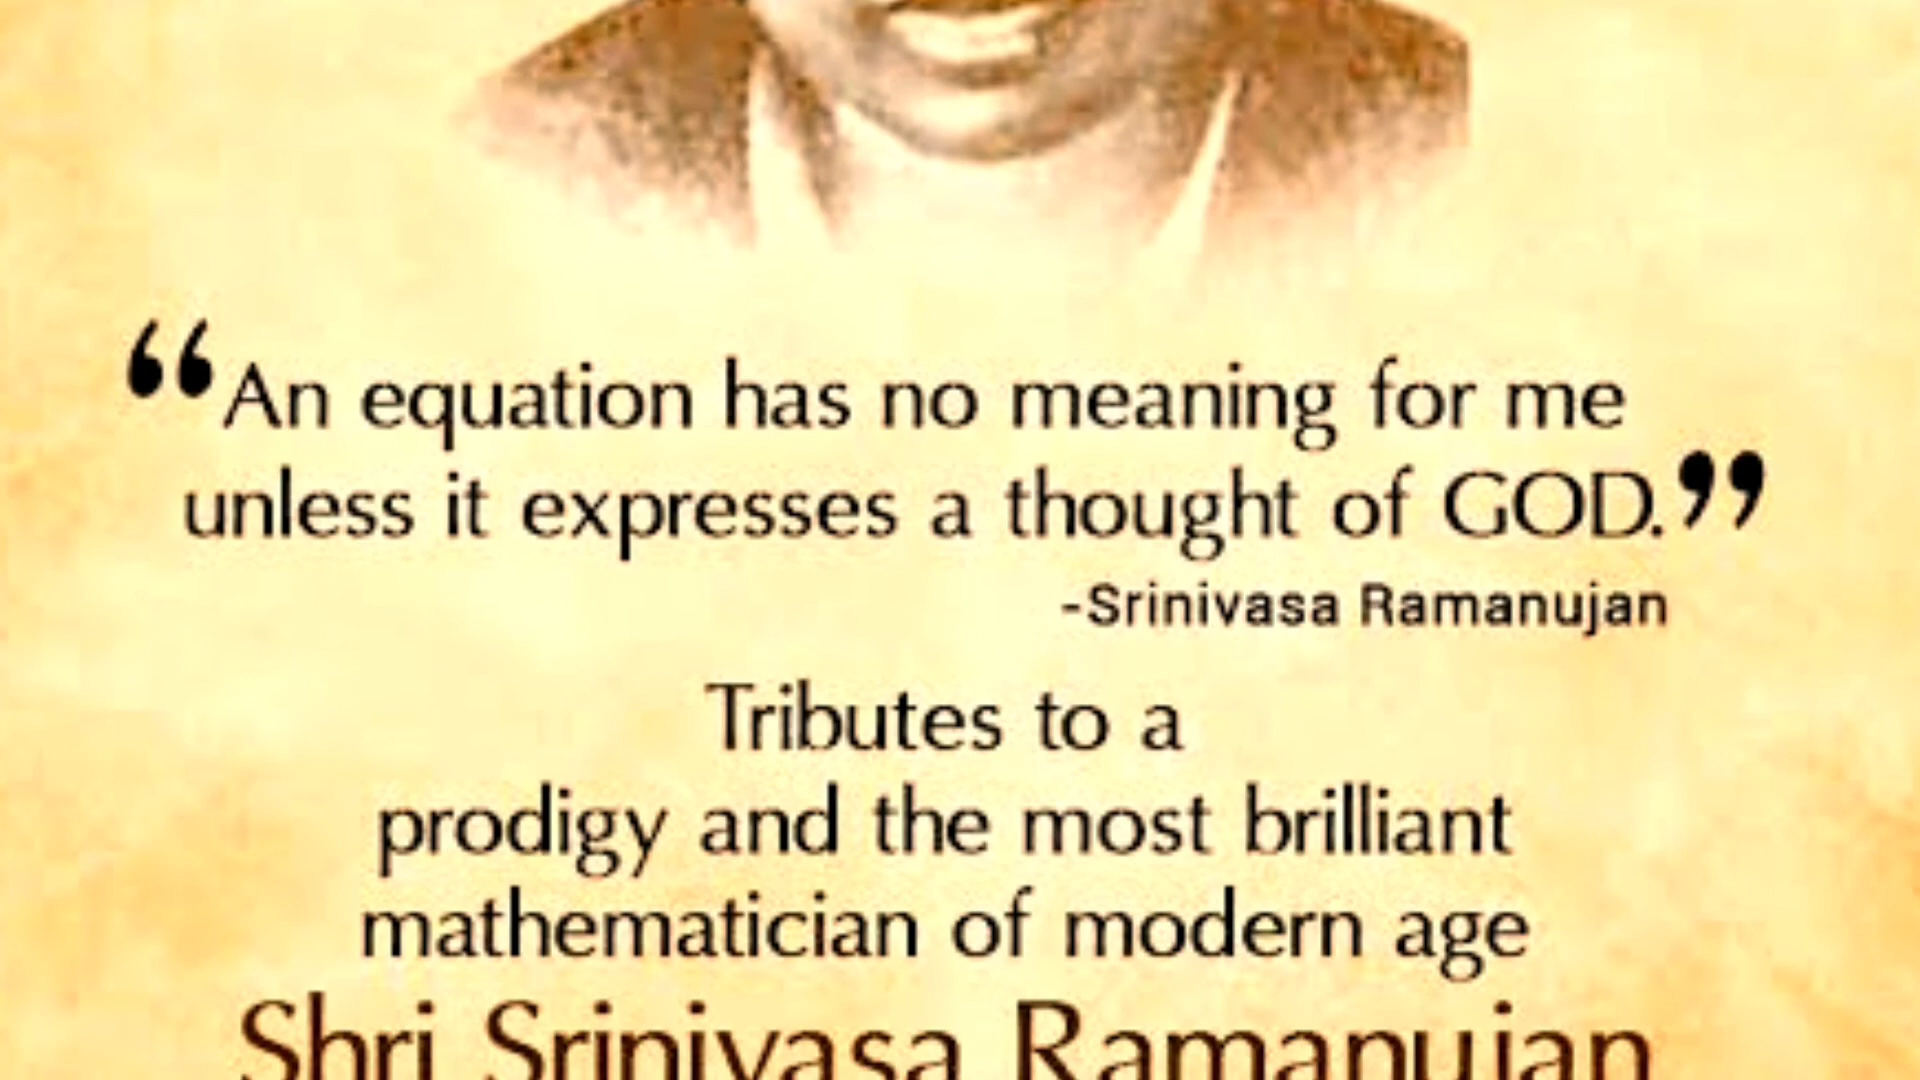 “An equation has no meaning for me
unless it expresses a thought of GOD.”
-Srinivasa Ramanujan
Tributes to a
prodigy and the most brilliant
mathematician of modern age
Shri Srinivasa Ramanujan